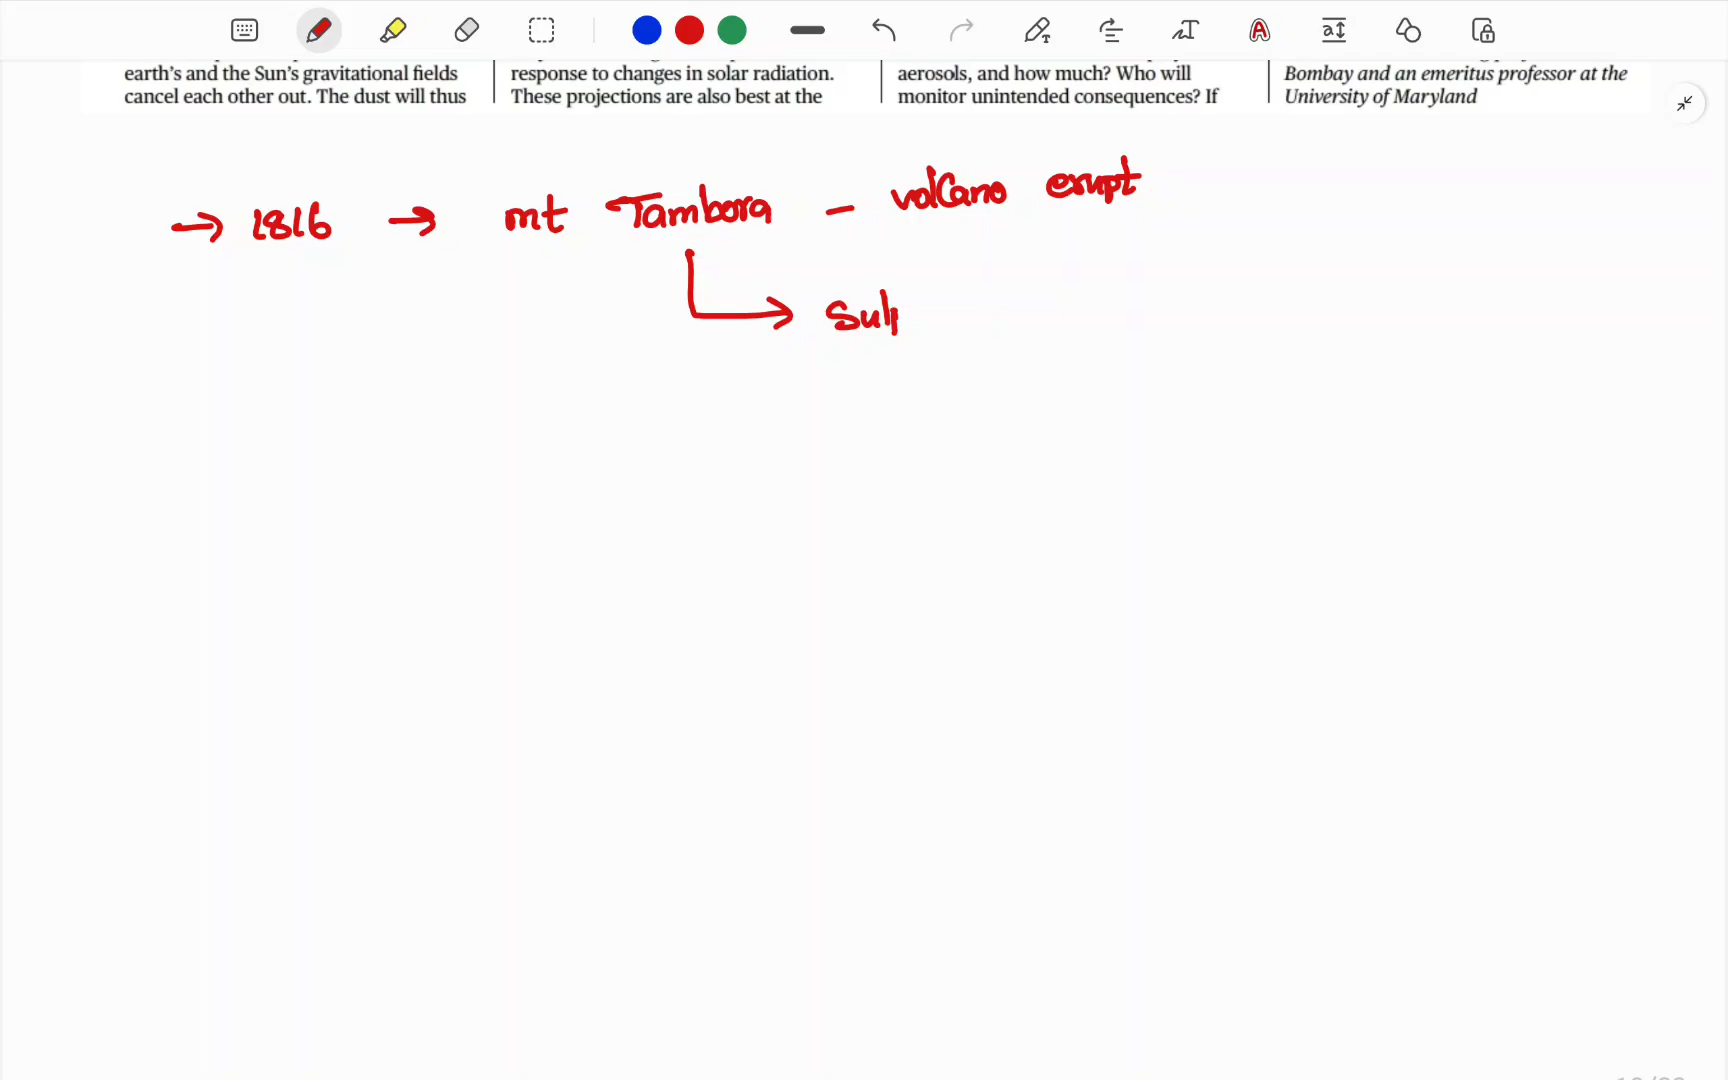 earth's and the Sun's gravitational fields
cancel each other out. The dust will thus
response to changes in solar radiation.
These projections are also best at the
aerosols, and how much? Who will
monitor unintended consequences? If
Bombay and an emeritus professor at the
University of Maryland
→ 1816 → mt Tambora – volcano erupt
→ Sulp